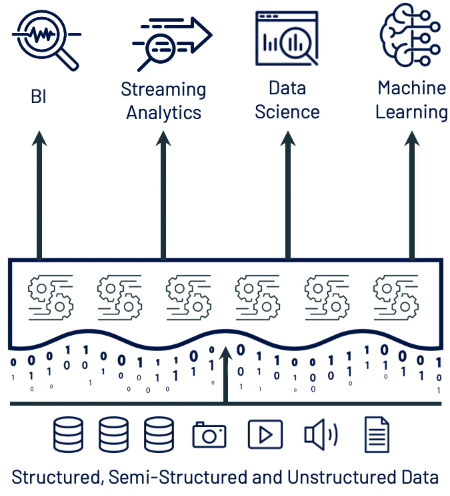 BI
Streaming
Analytics
Data
Science
Machine
Learning
Structured, Semi-Structured and Unstructured Data